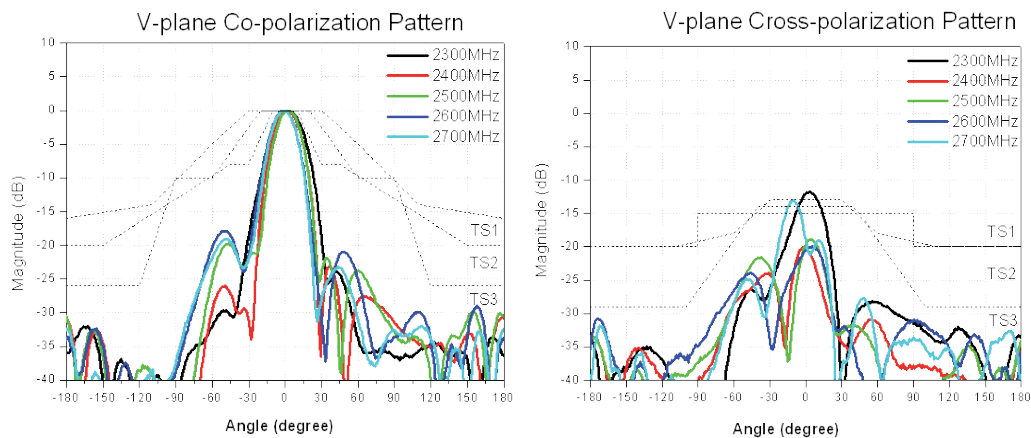 V-plane Co-polarization Pattern
10
5
0
-5
-10
-15
-20
-25
-30
-35
-40
Magnitude (dB)
2300MHz
2400MHz
2500MHz
2600MHz
2700MHz
TS1
TS2
TS3
-180 -150 -120 -90 -60 -30 0 30 60 90 120 150 180
Angle (degree)
V-plane Cross-polarization Pattern
10
5
0
-5
-10
-15
-20
-25
-30
-35
-40
Magnitude (dB)
2300MHz
2400MHz
2500MHz
2600MHz
2700MHz
TS1
TS2
TS3
-180 -150 -120 -90 -60 -30 0 30 60 90 120 150 180
Angle (degree)